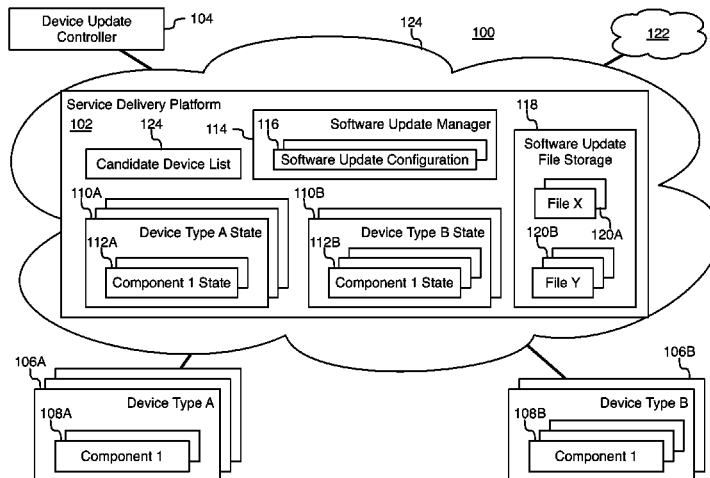 Device Update
Controller
104
124
100
122
Service Delivery Platform
102
124
Candidate Device List
114
116
Software Update Manager
Software Update Configuration
118
Software Update
File Storage
File X
120A
120B
File Y
110A
Device Type A State
112A
Component 1 State
110B
Device Type B State
112B
Component 1 State
106A
Device Type A
108A
Component 1
106B
Device Type B
108B
Component 1